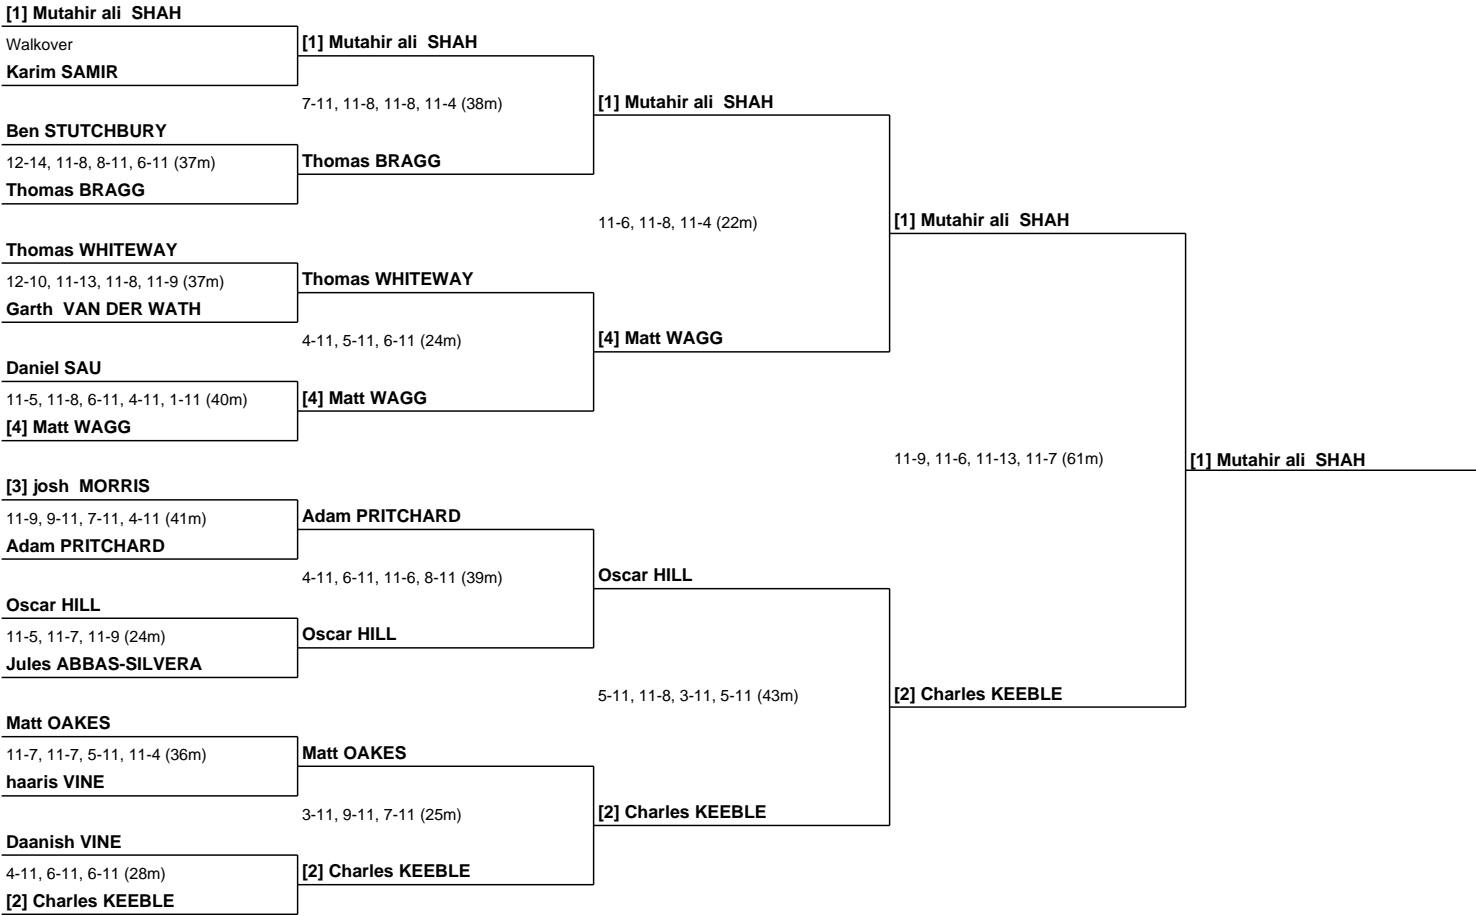 [1] Mutahir ali  SHAH
Walkover
Karim SAMIR
Ben STUTCHBURY
12-14, 11-8, 8-11, 6-11 (37m)
Thomas BRAGG
Thomas WHITEWAY
12-10, 11-13, 11-8, 11-9 (37m)
Garth  VAN DER WATH
Daniel SAU
11-5, 11-8, 6-11, 4-11, 1-11 (40m)
[4] Matt WAGG
[3] josh  MORRIS
11-9, 9-11, 7-11, 4-11 (41m)
Adam PRITCHARD
Oscar HILL
11-5, 11-7, 11-9 (24m)
Jules ABBAS-SILVERA
Matt OAKES
11-7, 11-7, 5-11, 11-4 (36m)
haaris VINE
Daanish VINE
4-11, 6-11, 6-11 (28m)
[2] Charles KEEBLE
[1] Mutahir ali  SHAH
7-11, 11-8, 11-8, 11-4 (38m)
Thomas BRAGG
Thomas WHITEWAY
4-11, 5-11, 6-11 (24m)
[4] Matt WAGG
Adam PRITCHARD
4-11, 6-11, 11-6, 8-11 (39m)
Oscar HILL
Matt OAKES
3-11, 9-11, 7-11 (25m)
[2] Charles KEEBLE
[1] Mutahir ali  SHAH
11-6, 11-8, 11-4 (22m)
[4] Matt WAGG
Oscar HILL
5-11, 11-8, 3-11, 5-11 (43m)
[2] Charles KEEBLE
[1] Mutahir ali  SHAH
11-9, 11-6, 11-13, 11-7 (61m)
[2] Charles KEEBLE
[1] Mutahir ali  SHAH